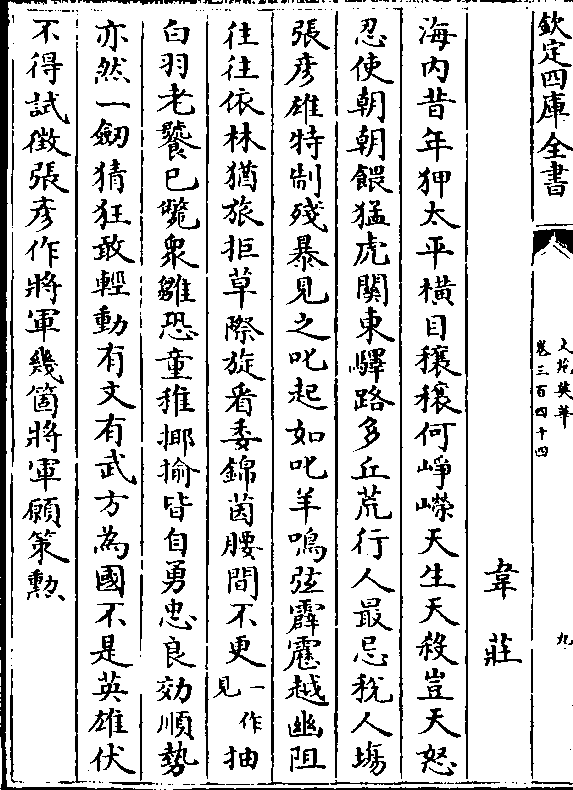 欽定四庫全書
文苑英華
卷三百四十四
九
韋莊
海内昔年狎太平橫目穰穰何崢嶸天生天殺豈天怒
忍使朝朝餵猛虎關東驛路多丘荒行人最忌稅人塲
張彦雄特制殘暴見之叱起如叱羊鳴弦霹靂越幽阻
往往依林猶旅拒草際旋看委錦茵腰間不更一作見抽
白羽老饕已斃衆雛恐童稚揶揄皆自勇忠良効順勢
亦然一劒猜狂敢輕動有文有武方為國不是英雄伏
不得試徴張彦作將軍幾箇將軍願策勲